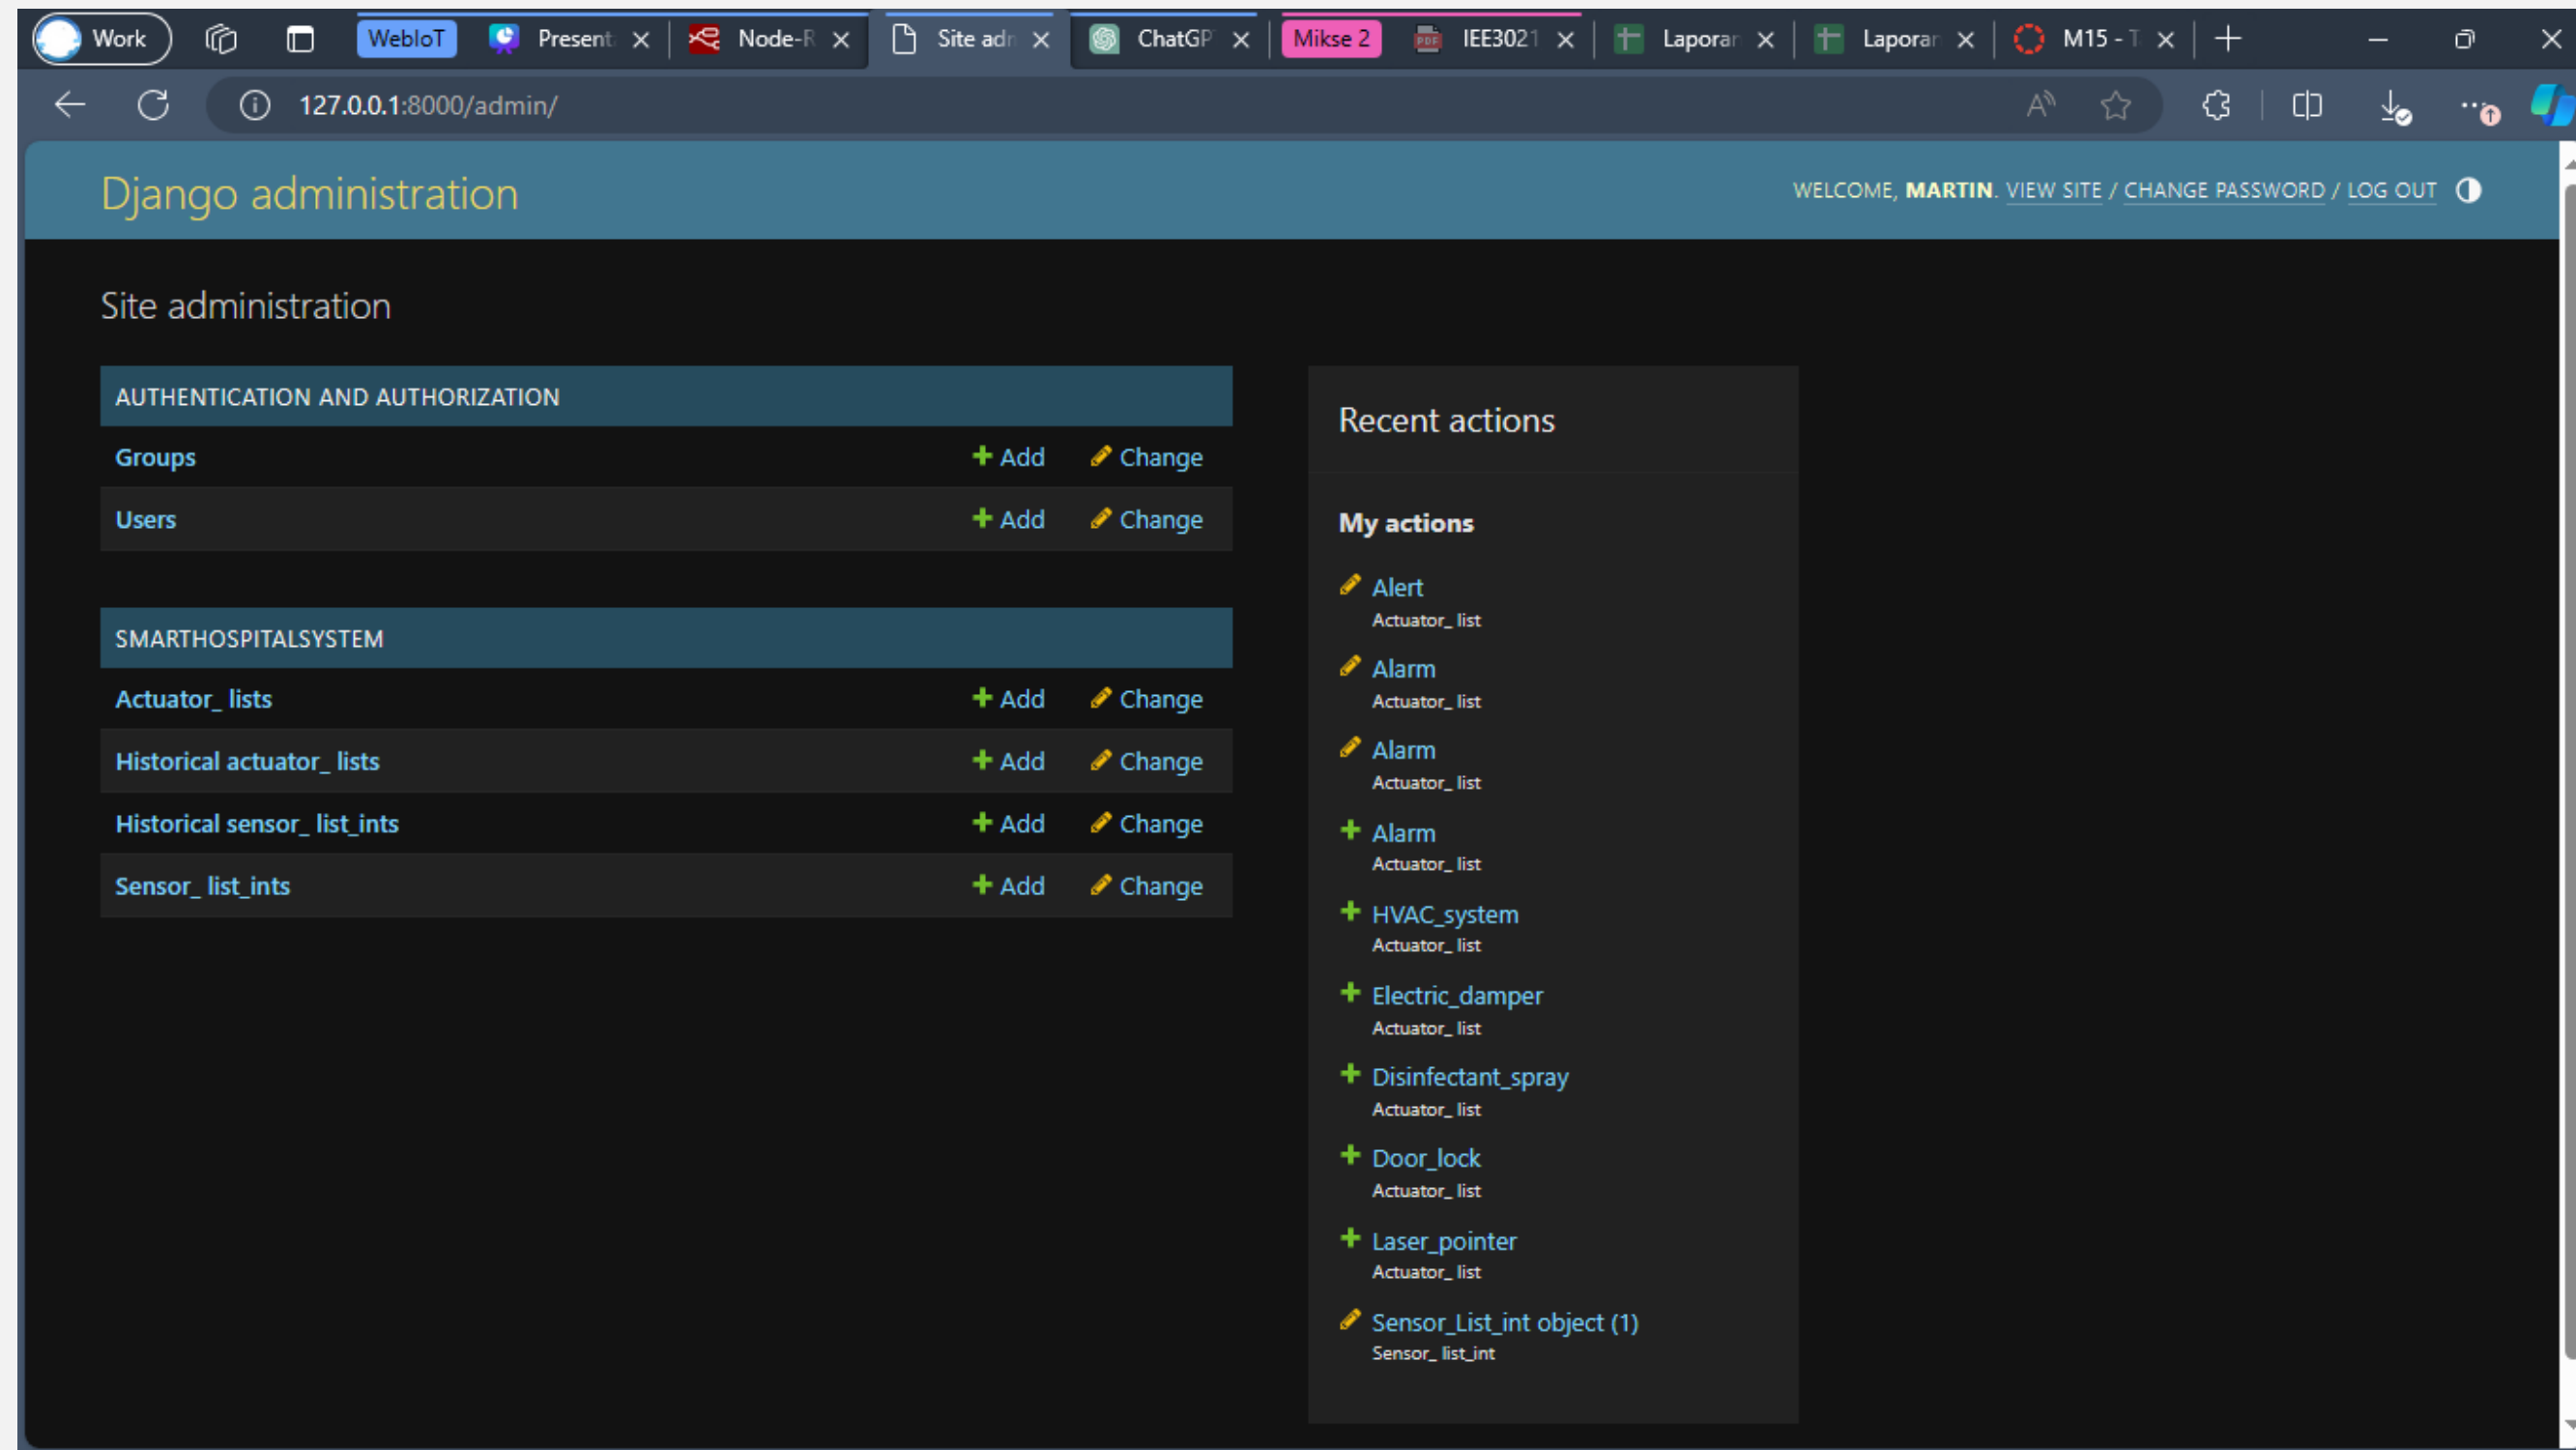 Work WebIoT Present Node-R Site adn ChatGP Mikse 2 IEE3021 Laporan Laporan M15 - T
127.0.0.1:8000/admin/
Django administration
WELCOME, MARTIN. VIEW SITE / CHANGE PASSWORD / LOG OUT
Site administration
AUTHENTICATION AND AUTHORIZATION
Groups Add Change
Users Add Change
SMARTHOSPITALSYSTEM
Actuator_ lists Add Change
Historical actuator_ lists Add Change
Historical sensor_ list_ints Add Change
Sensor_ list_ints Add Change
Recent actions
My actions
Alert
Actuator_ list
Alarm
Actuator_ list
Alarm
Actuator_ list
Alarm
Actuator_ list
HVAC_system
Actuator_ list
Electric_damper
Actuator_ list
Disinfectant_spray
Actuator_ list
Door_lock
Actuator_ list
Laser_pointer
Actuator_ list
Sensor_List_int object (1)
Sensor_ list_int